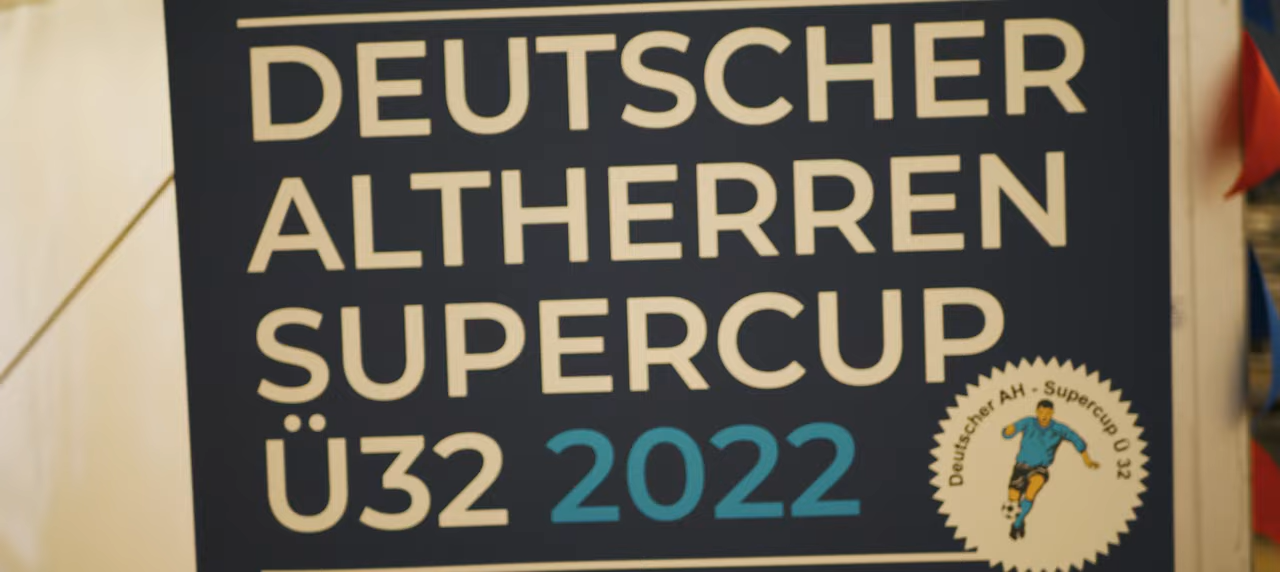 DEUTSCHER
ALTHERREN
SUPERCUP
Ü32 2022
Deutscher AH - Supercup Ü 32